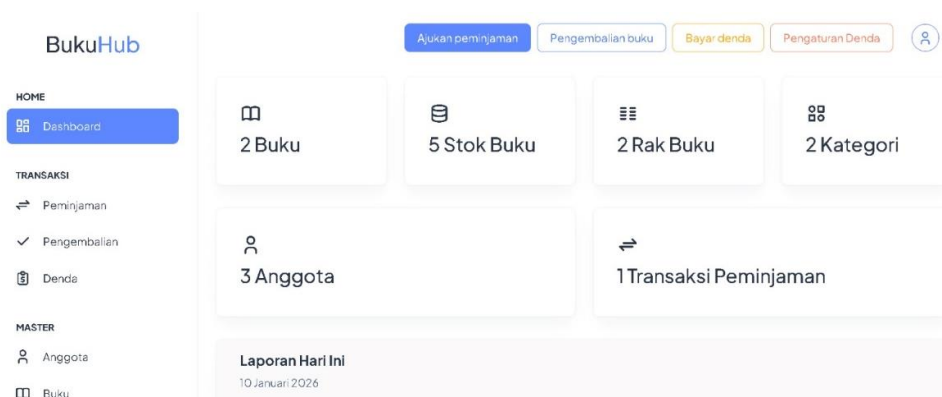 BukuHub
Ajukan peminjaman
Pengembalian buku
Bayar denda
Pengaturan Denda
HOME
Dashboard
TRANSAKSI
Peminjaman
Pengembalian
Denda
MASTER
Anggota
Buku
2 Buku
5 Stok Buku
2 Rak Buku
2 Kategori
3 Anggota
1 Transaksi Peminjaman
Laporan Hari Ini
10 Januari 2026